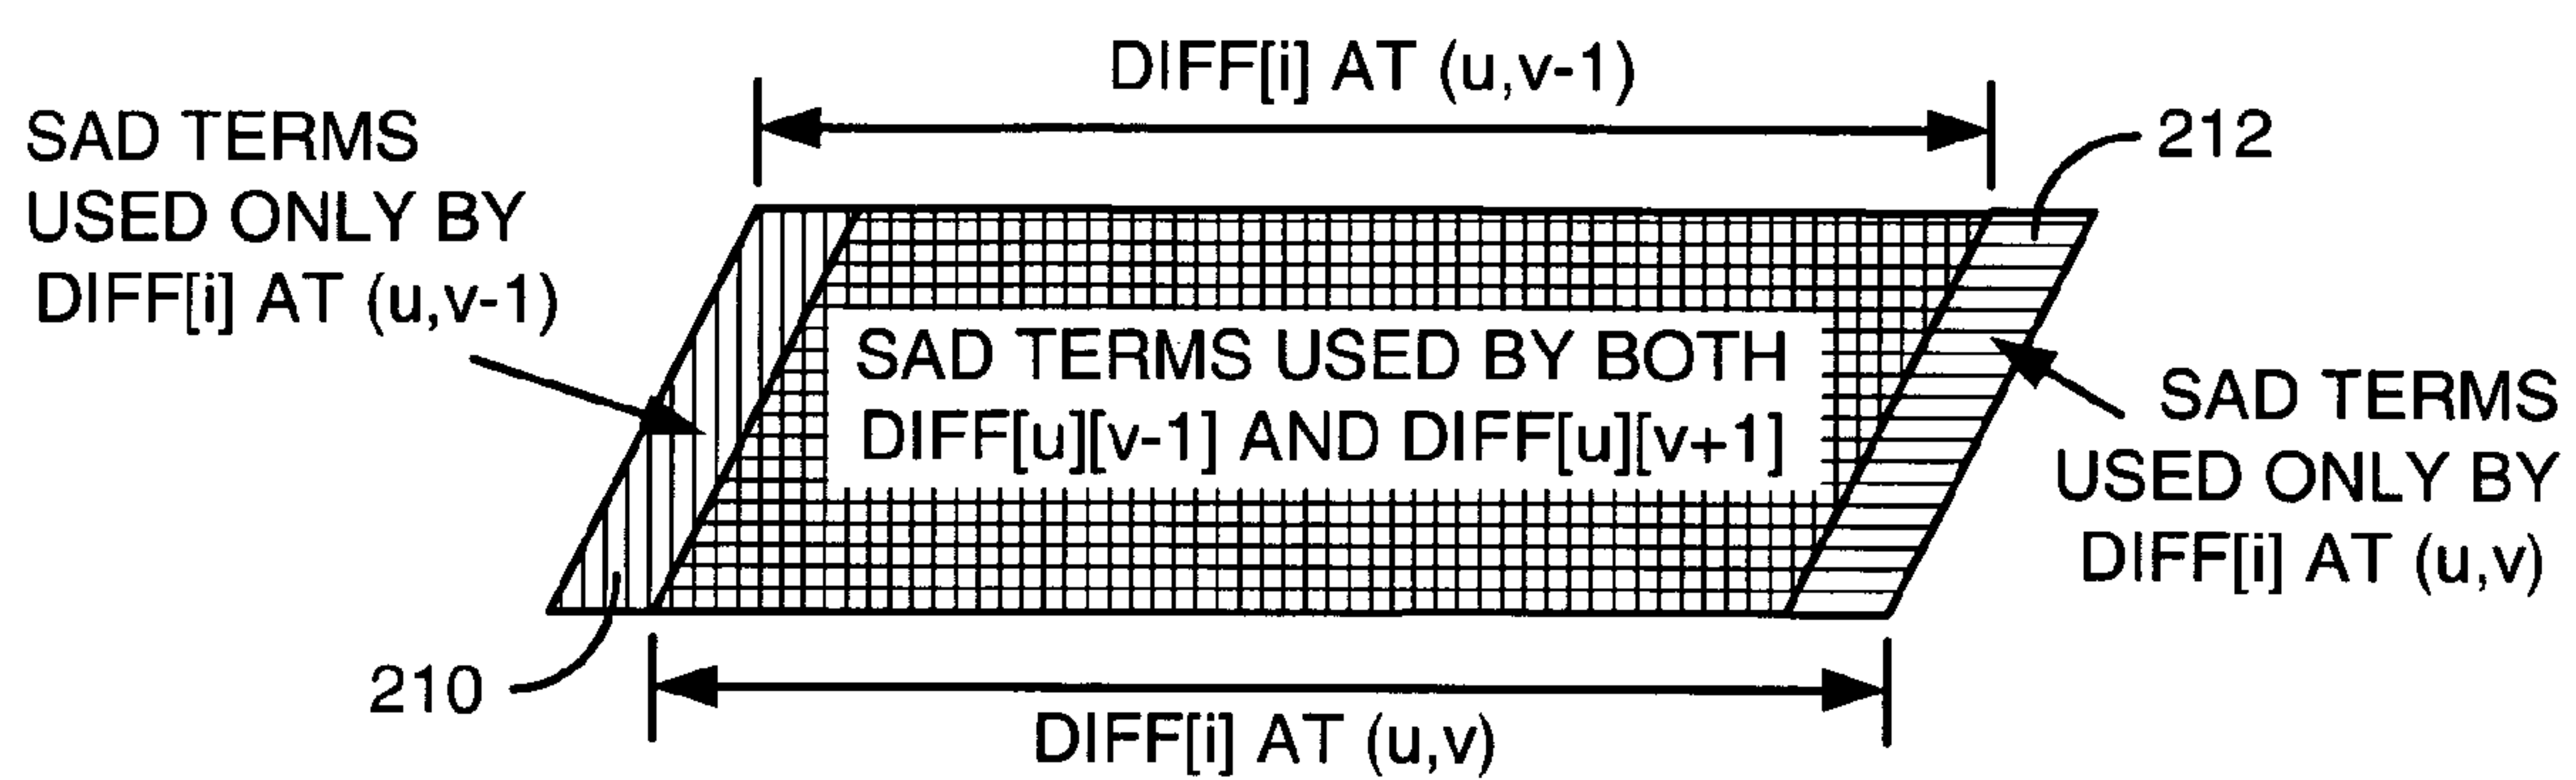 DIFF[i] AT (u,v-1)
212
SAD TERMS
USED ONLY BY
DIFF[i] AT (u,v-1)
SAD TERMS USED BY BOTH
DIFF[u][v-1] AND DIFF[u][v+1]
SAD TERMS
USED ONLY BY
DIFF[i] AT (u,v)
210
DIFF[i] AT (u,v)